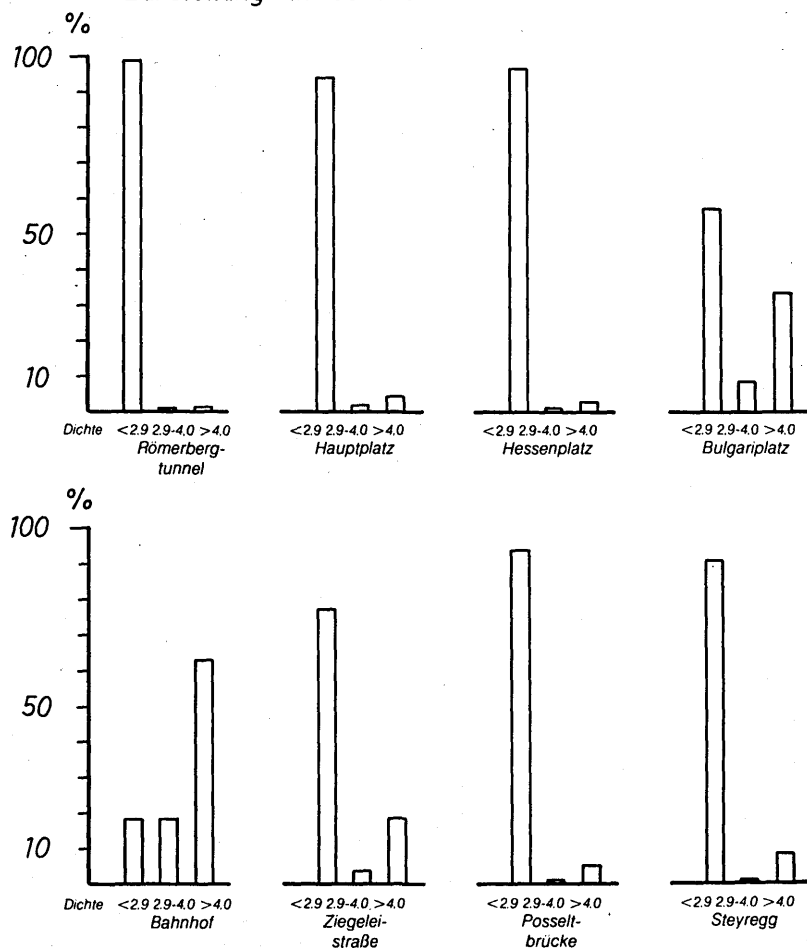 %
100
50
10
Dichte <2.9 2.9-4.0 >4.0 <2.9 2.9-4.0 >4.0 <2.9 2.9-4.0 >4.0 <2.9 2.9-4.0 >4.0
Römerberg- Hauptplatz Hessenplatz Bulgariplatz
tunnel
%
100
50
10
Dichte <2.9 2.9-4.0 >4.0 <2.9 2.9-4.0 >4.0 <2.9 2.9-4.0 >4.0 <2.9 2.9-4.0 >4.0
Bahnhof Ziegelei- Posselt- Steyregg
straße brücke